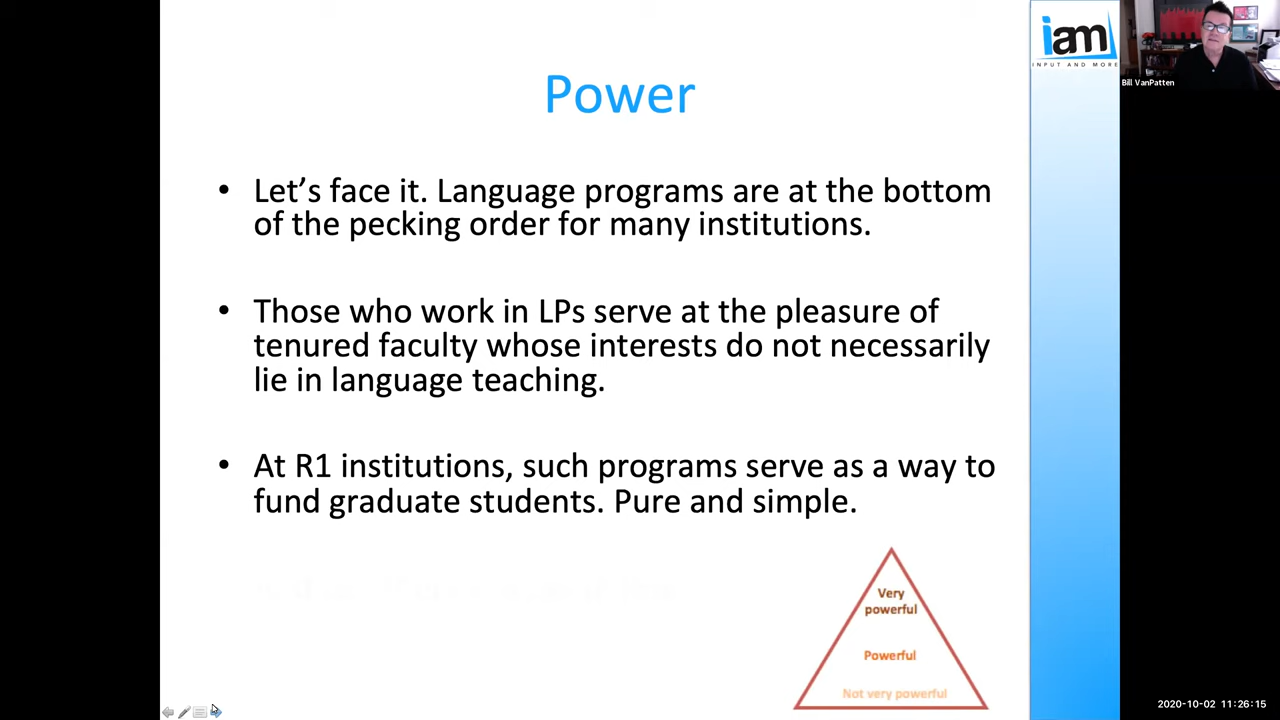 Power
• Let's face it. Language programs are at the bottom
of the pecking order for many institutions.
• Those who work in LPs serve at the pleasure of
tenured faculty whose interests do not necessarily
lie in language teaching.
• At R1 institutions, such programs serve as a way to
fund graduate students. Pure and simple.
Very
powerful
Powerful
Not very powerful
iam
INPUT AND MORE
Bill VanPatten
2020-10-02 11:26:15